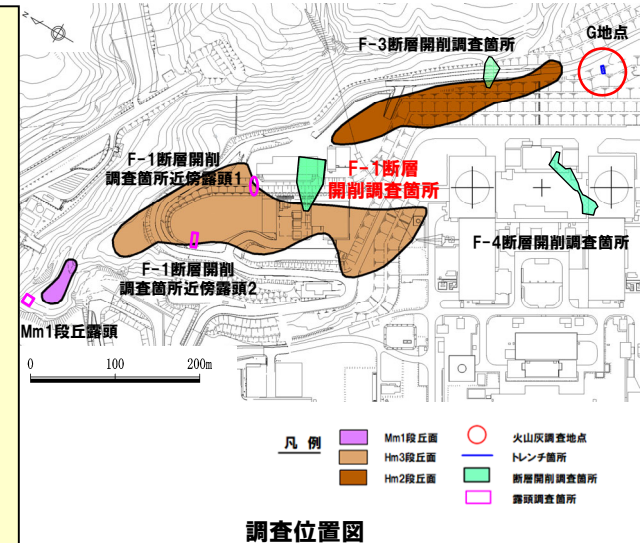 N
F-3断層開削調査箇所
G地点
F-1断層開削
調査箇所近傍露頭1
F-1断層
開削調査箇所
F-1断層開削
調査箇所近傍露頭2
F-4断層開削調査箇所
Mm1段丘露頭
0 100 200m
凡 例
Mm1段丘面 火山灰調査地点
Hm3段丘面 トレンチ箇所
Hm2段丘面 断層開削調査箇所
露頭調査箇所
調査位置図